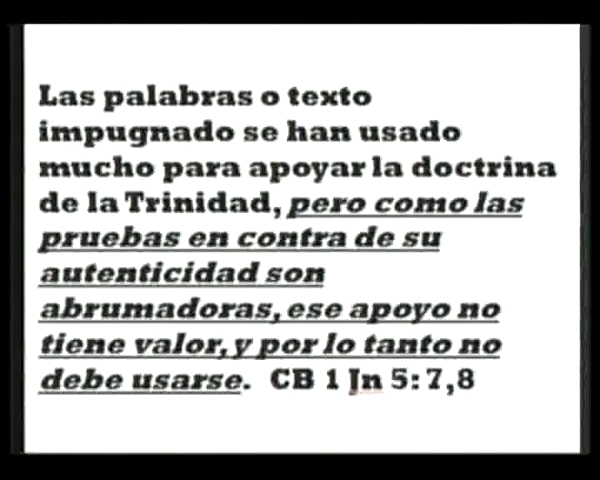 Las palabras o texto
impugnado se han usado
mucho para apoyar la doctrina
de la Trinidad, pero como las
pruebas en contra de su
autenticidad son
abrumadoras, ese apoyo no
tiene valor, y por lo tanto no
debe usarse. CB 1 Jn 5:7,8